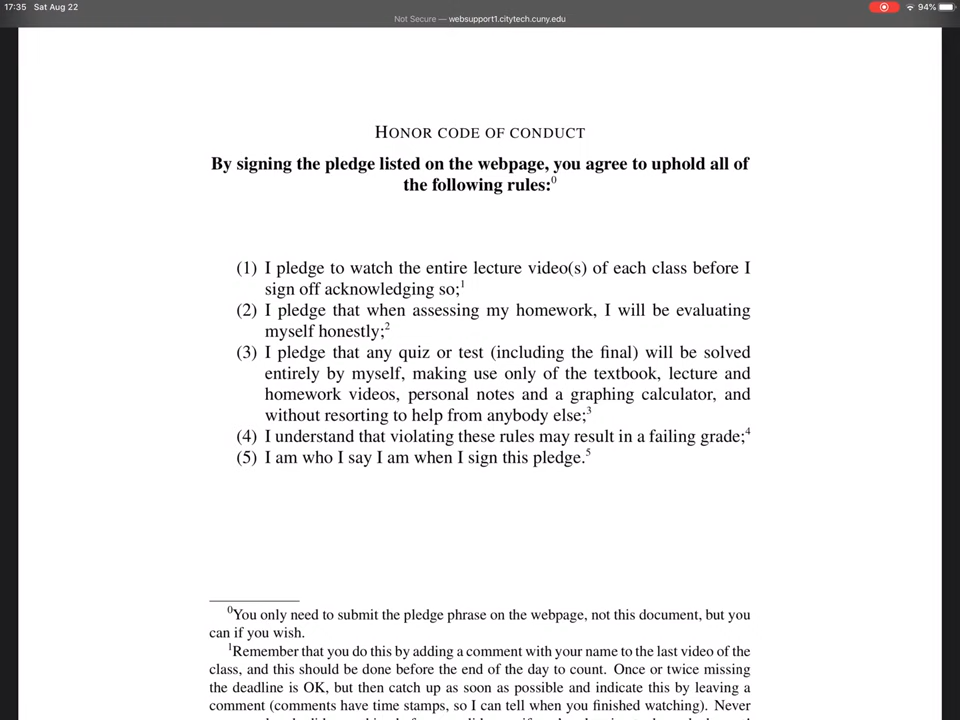 17:35 Sat Aug 22
94%
Not Secure — websupport1.citytech.cuny.edu
HONOR CODE OF CONDUCT
By signing the pledge listed on the webpage, you agree to uphold all of
the following rules:0
(1) I pledge to watch the entire lecture video(s) of each class before I
sign off acknowledging so;1
(2) I pledge that when assessing my homework, I will be evaluating
myself honestly;2
(3) I pledge that any quiz or test (including the final) will be solved
entirely by myself, making use only of the textbook, lecture and
homework videos, personal notes and a graphing calculator, and
without resorting to help from anybody else;3
(4) I understand that violating these rules may result in a failing grade;4
(5) I am who I say I am when I sign this pledge.5
0You only need to submit the pledge phrase on the webpage, not this document, but you
can if you wish.
1Remember that you do this by adding a comment with your name to the last video of the
class, and this should be done before the end of the day to count. Once or twice missing
the deadline is OK, but then catch up as soon as possible and indicate this by leaving a
comment (comments have time stamps, so I can tell when you finished watching). Never